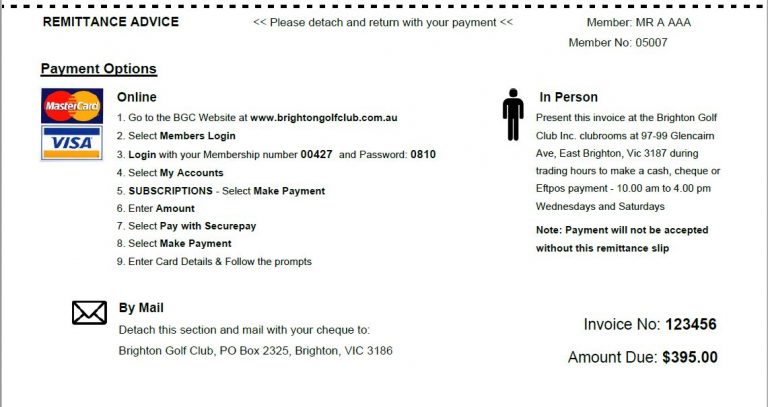 REMITTANCE ADVICE << Please detach and return with your payment << Member: MR A AAA
Member No: 05007
Payment Options
MasterCard
VISA
Online
1. Go to the BGC Website at www.brightongolfclub.com.au
2. Select Members Login
3. Login with your Membership number 00427 and Password: 0810
4. Select My Accounts
5. SUBSCRIPTIONS - Select Make Payment
6. Enter Amount
7. Select Pay with Securepay
8. Select Make Payment
9. Enter Card Details & Follow the prompts
In Person
Present this invoice at the Brighton Golf
Club Inc. clubrooms at 97-99 Glencairn
Ave, East Brighton, Vic 3187 during
trading hours to make a cash, cheque or
Eftpos payment - 10.00 am to 4.00 pm
Wednesdays and Saturdays
Note: Payment will not be accepted
without this remittance slip
By Mail
Detach this section and mail with your cheque to:
Brighton Golf Club, PO Box 2325, Brighton, VIC 3186
Invoice No: 123456
Amount Due: $395.00